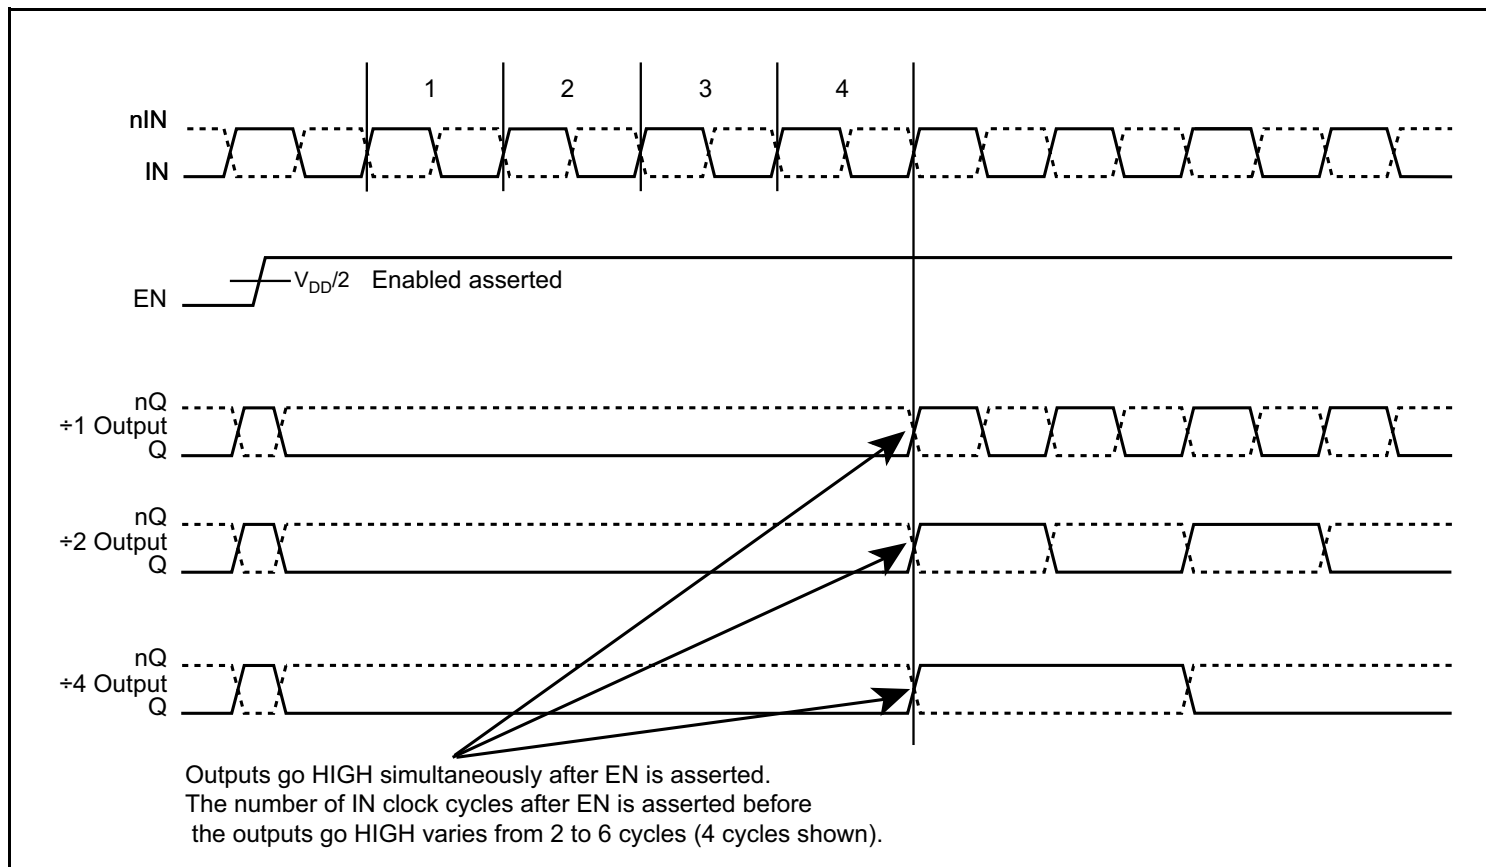 1 2 3 4
nIN
IN
V_DD/2 Enabled asserted
EN
nQ
÷1 Output
Q
nQ
÷2 Output
Q
nQ
÷4 Output
Q
Outputs go HIGH simultaneously after EN is asserted.
The number of IN clock cycles after EN is asserted before
the outputs go HIGH varies from 2 to 6 cycles (4 cycles shown).